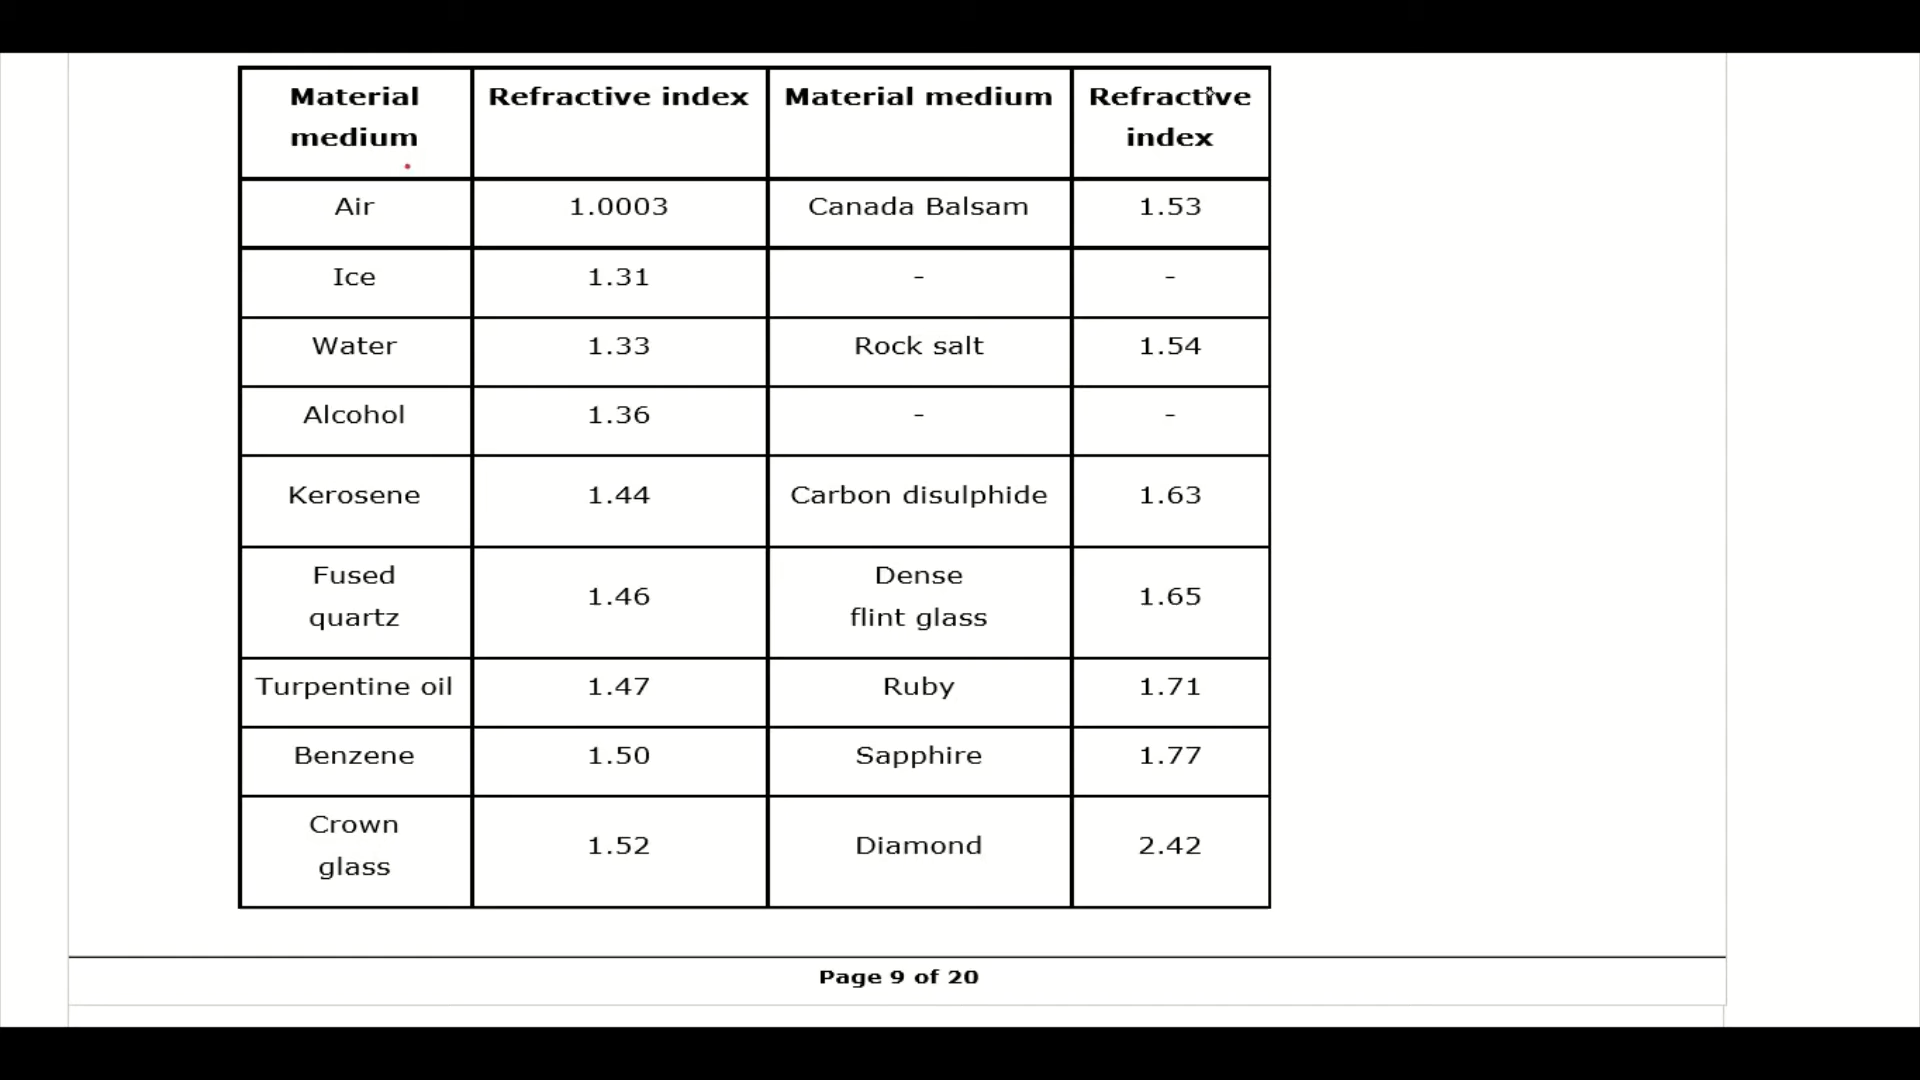 Material medium Refractive index Material medium Refractive index
Air 1.0003 Canada Balsam 1.53
Ice 1.31 - -
Water 1.33 Rock salt 1.54
Alcohol 1.36 - -
Kerosene 1.44 Carbon disulphide 1.63
Fused quartz 1.46 Dense flint glass 1.65
Turpentine oil 1.47 Ruby 1.71
Benzene 1.50 Sapphire 1.77
Crown glass 1.52 Diamond 2.42
Page 9 of 20